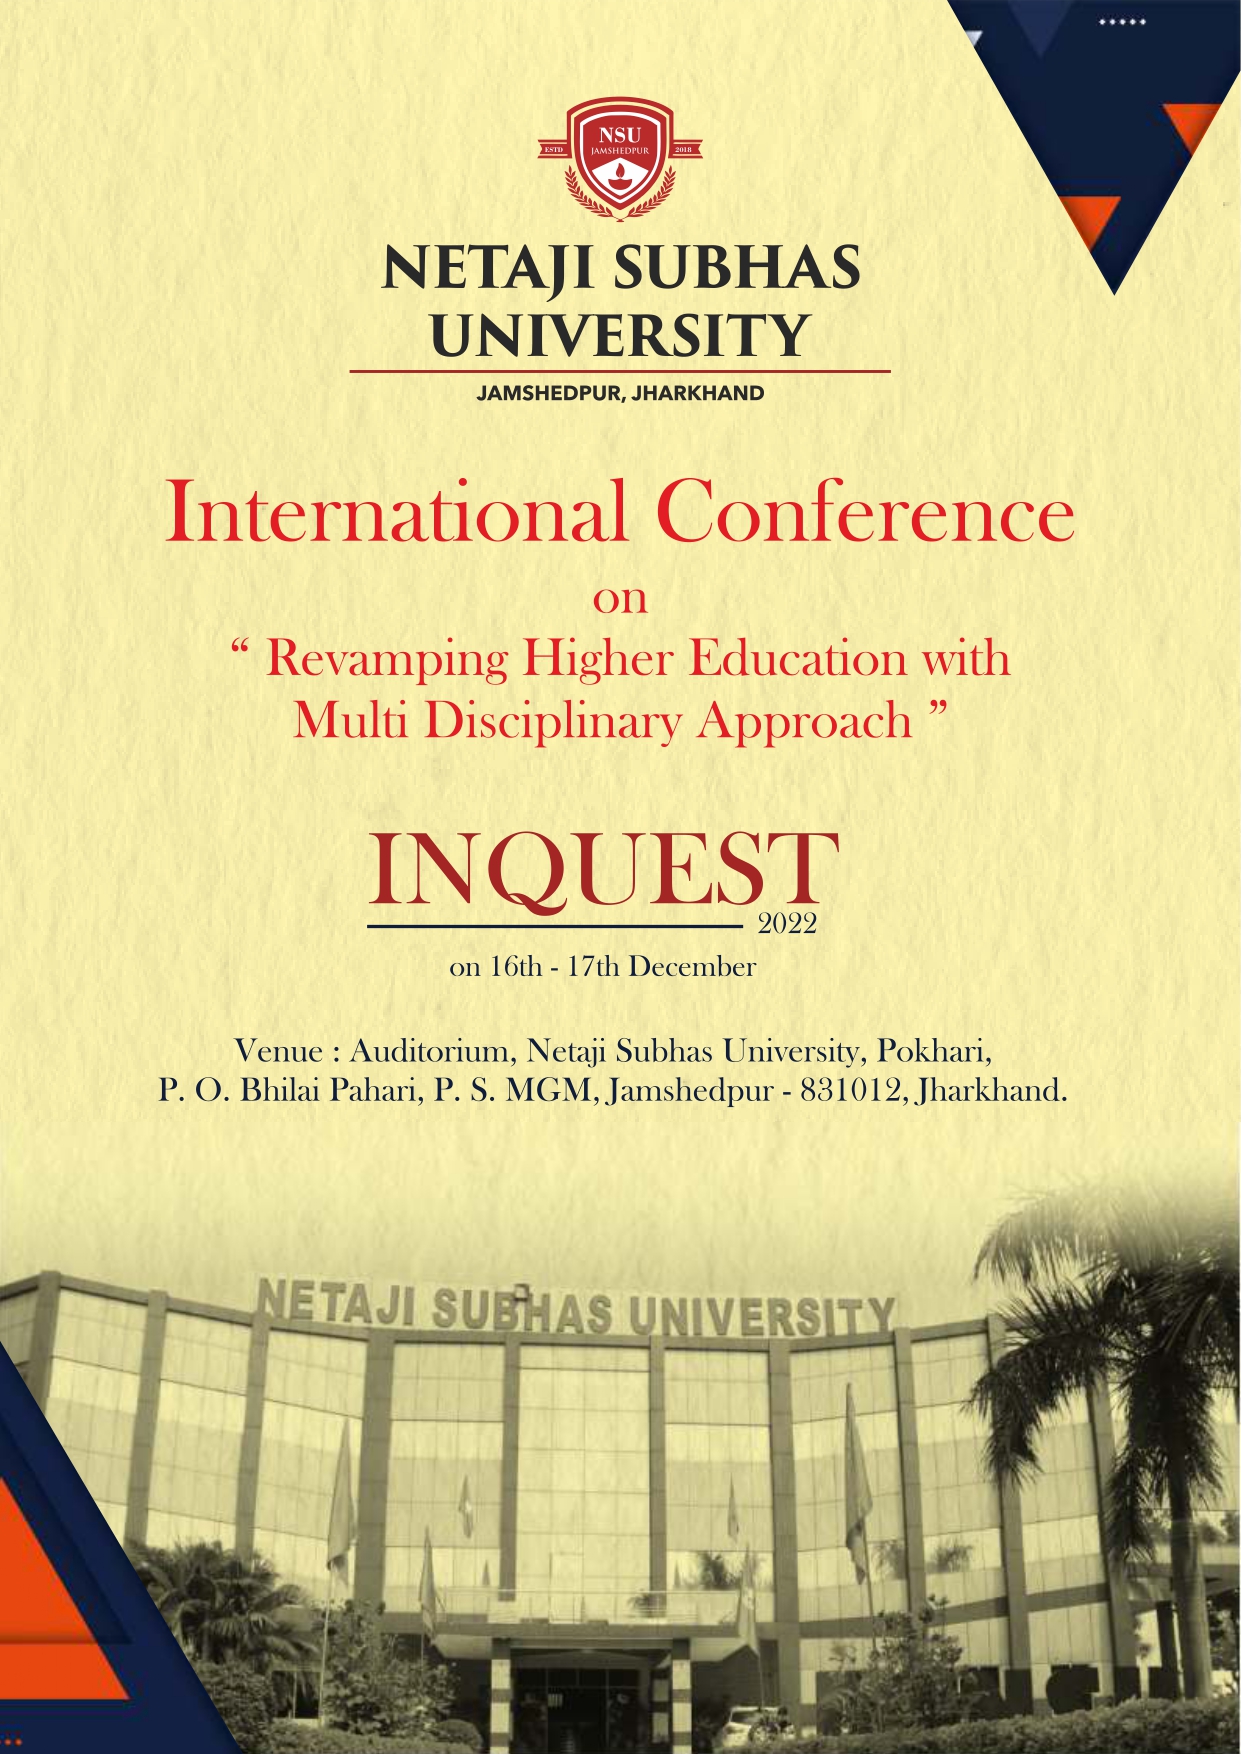 NSU
JAMSHEDPUR
ESTD
2018
NETAJI SUBHAS
UNIVERSITY
JAMSHEDPUR, JHARKHAND
International Conference
on
“ Revamping Higher Education with
Multi Disciplinary Approach ”
INQUEST
2022
on 16th - 17th December
Venue : Auditorium, Netaji Subhas University, Pokhari,
P. O. Bhilai Pahari, P. S. MGM, Jamshedpur - 831012, Jharkhand.
NETAJI SUBHAS UNIVERSITY